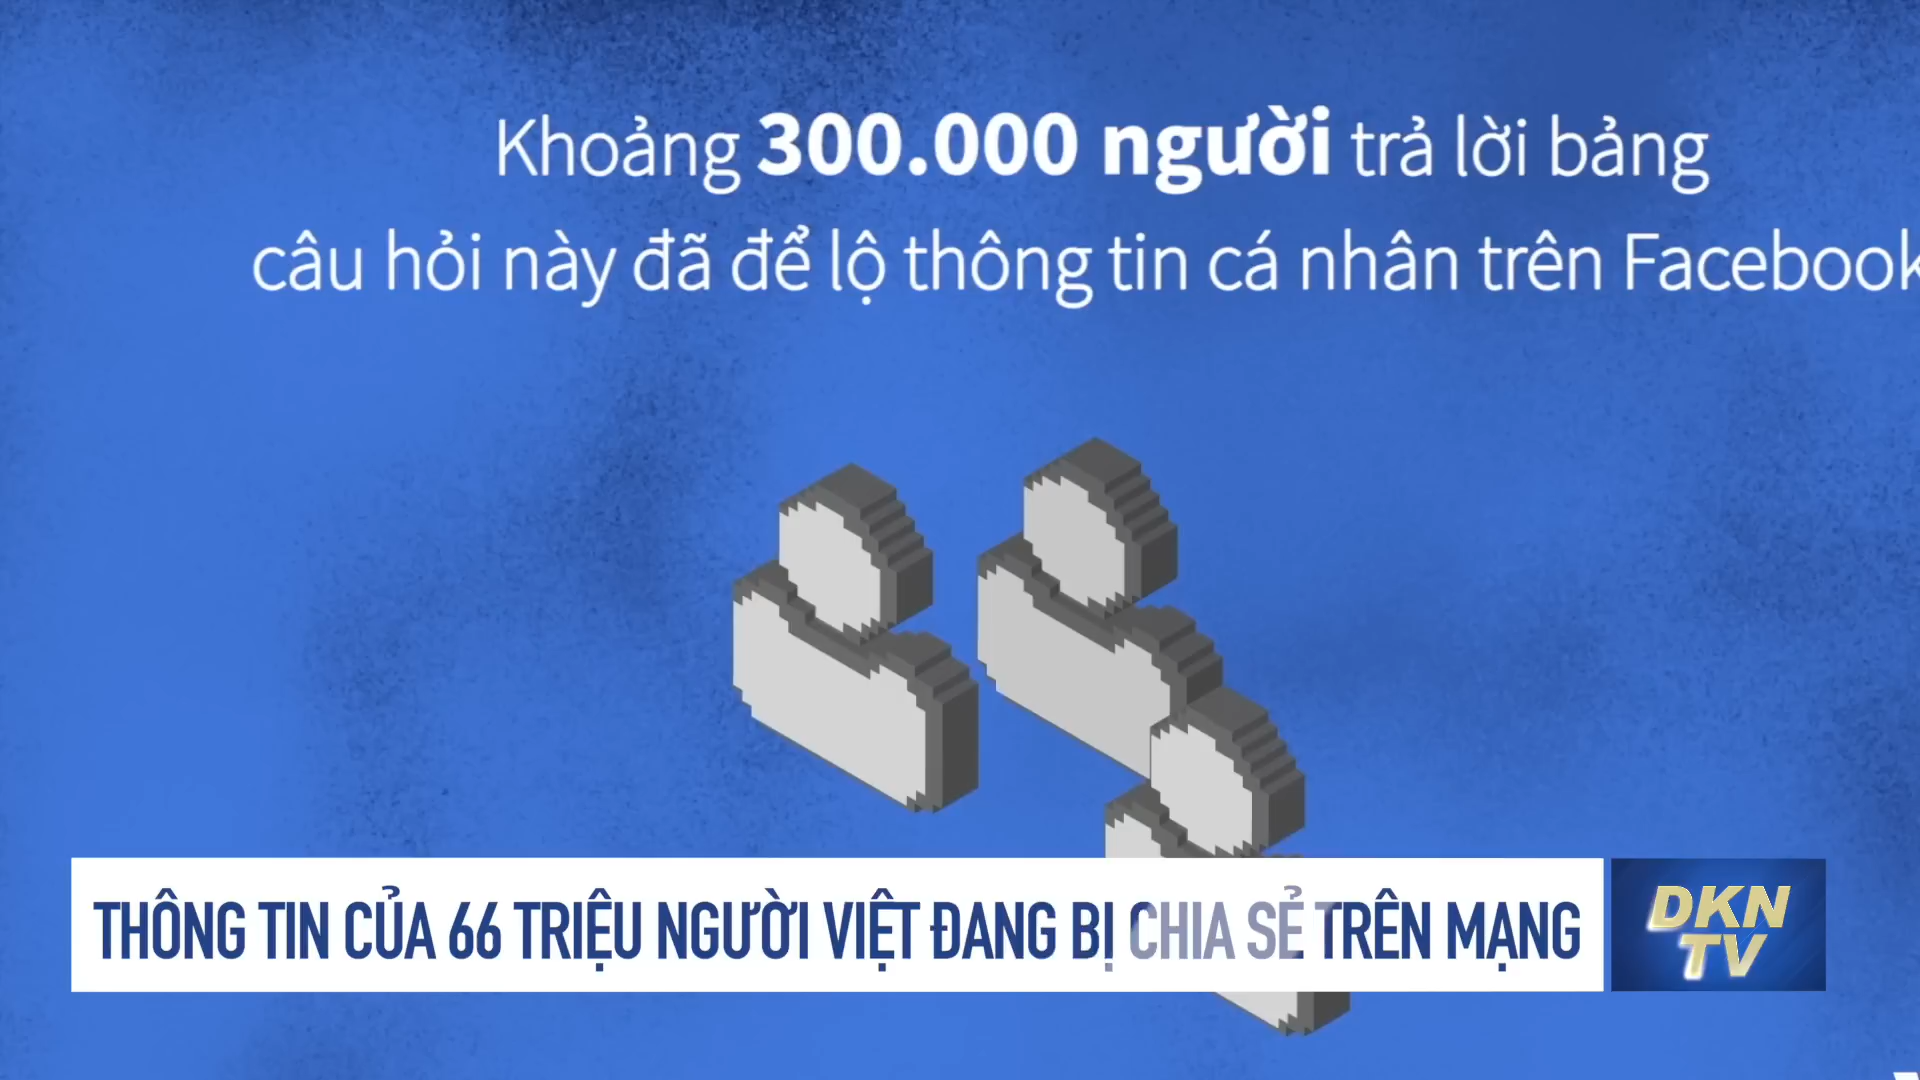 Khoảng 300.000 người trả lời bảng
câu hỏi này đã để lộ thông tin cá nhân trên Facebook
THÔNG TIN CỦA 66 TRIỆU NGƯỜI VIỆT ĐANG BỊ CHIA SẺ TRÊN MẠNG
DKN
TV